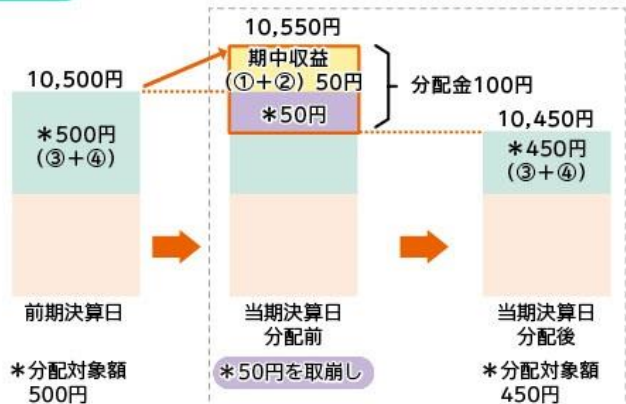 10,500円
*500円
(③+④)
前期決算日
*分配対象額
500円
10,550円
期中収益
(①+②) 50円
*50円
分配金100円
当期決算日
分配前
*50円を取崩し
10,450円
*450円
(③+④)
当期決算日
分配後
*分配対象額
450円